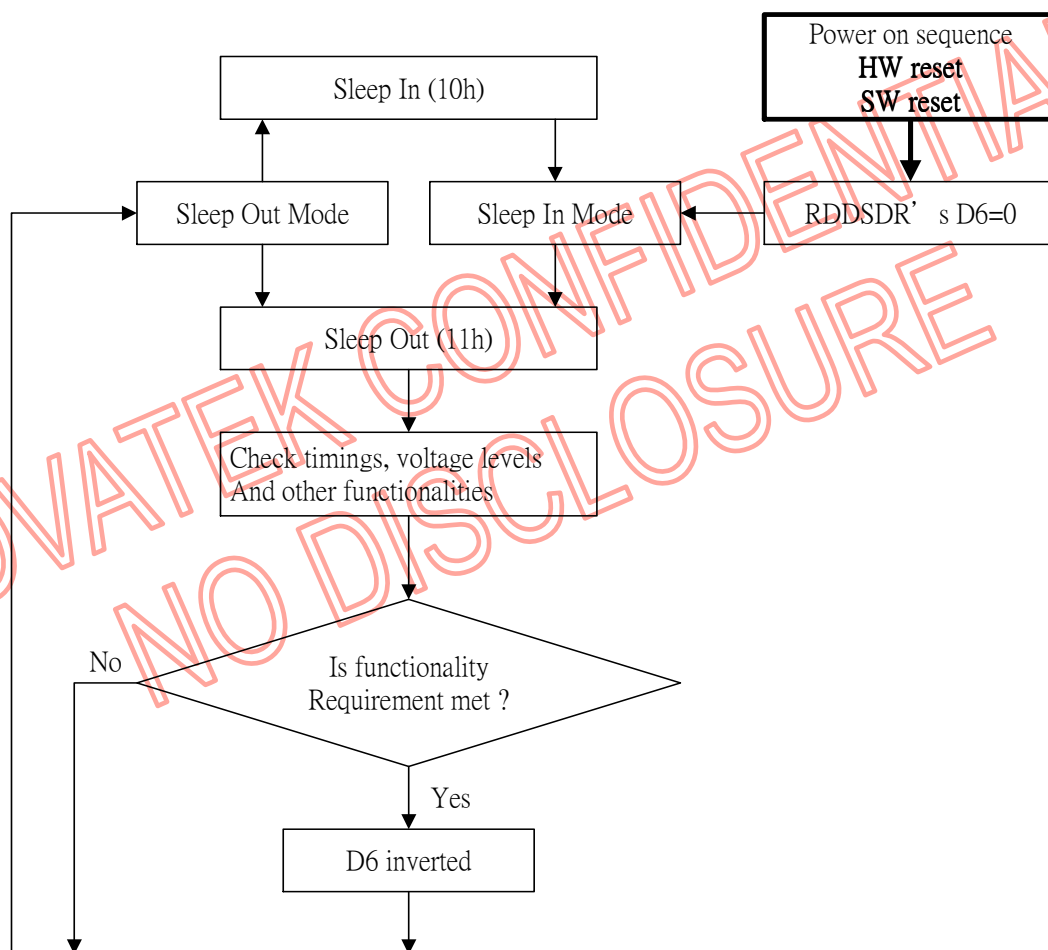 Power on sequence
HW reset
SW reset
Sleep In (10h)
Sleep Out Mode
Sleep In Mode
RDDSDR’ s D6=0
Sleep Out (11h)
Check timings, voltage levels
And other functionalities
Is functionality
Requirement met ?
No
Yes
D6 inverted
OVATEK CONFIDENTIA
NO DISCLOSURE